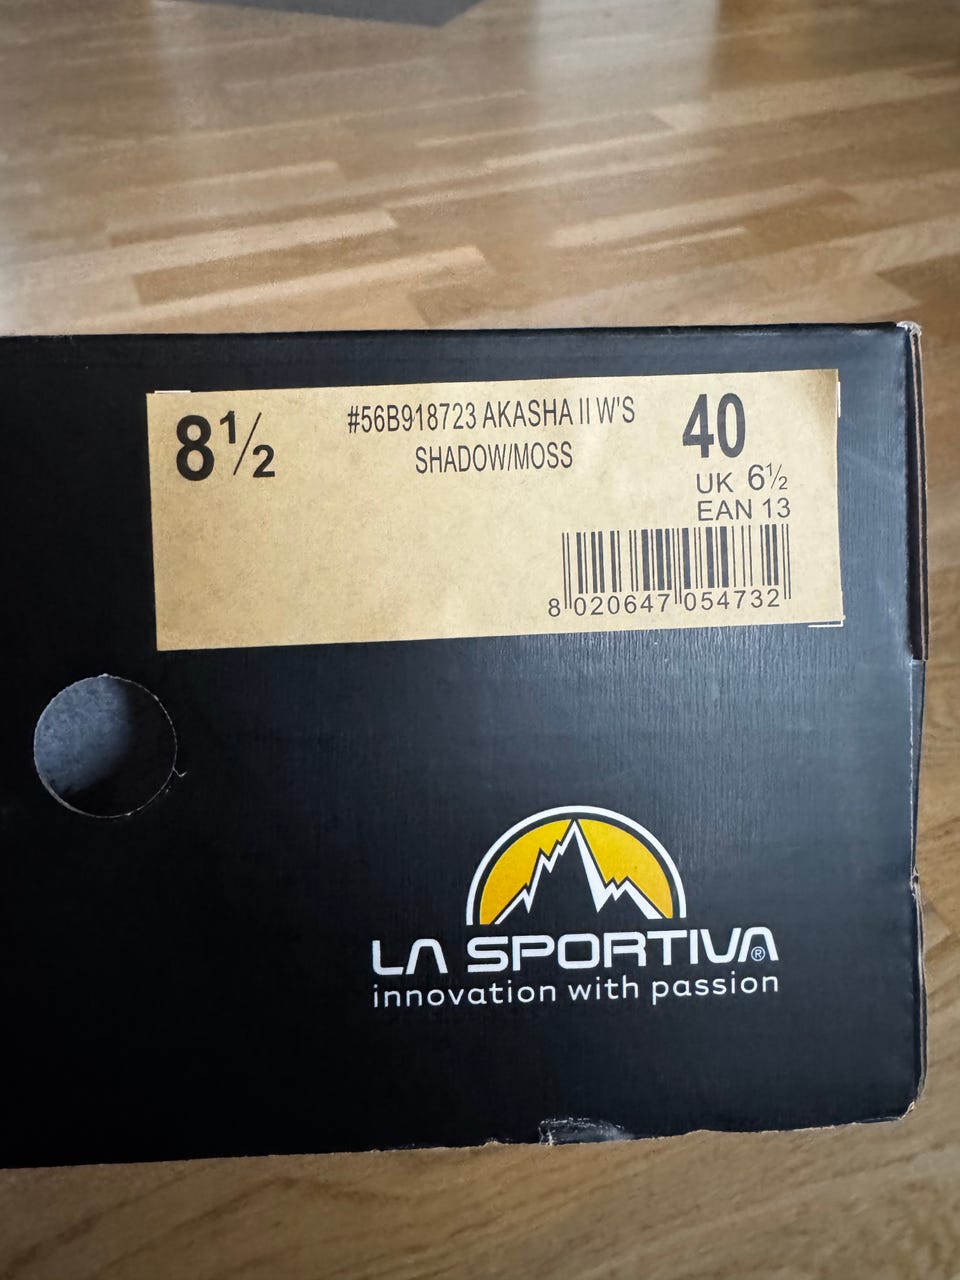 8½
#56B918723 AKASHA II W'S
SHADOW/MOSS
40
UK 6½
EAN 13
8 020647 054732
LA SPORTIVA®
innovation with passion